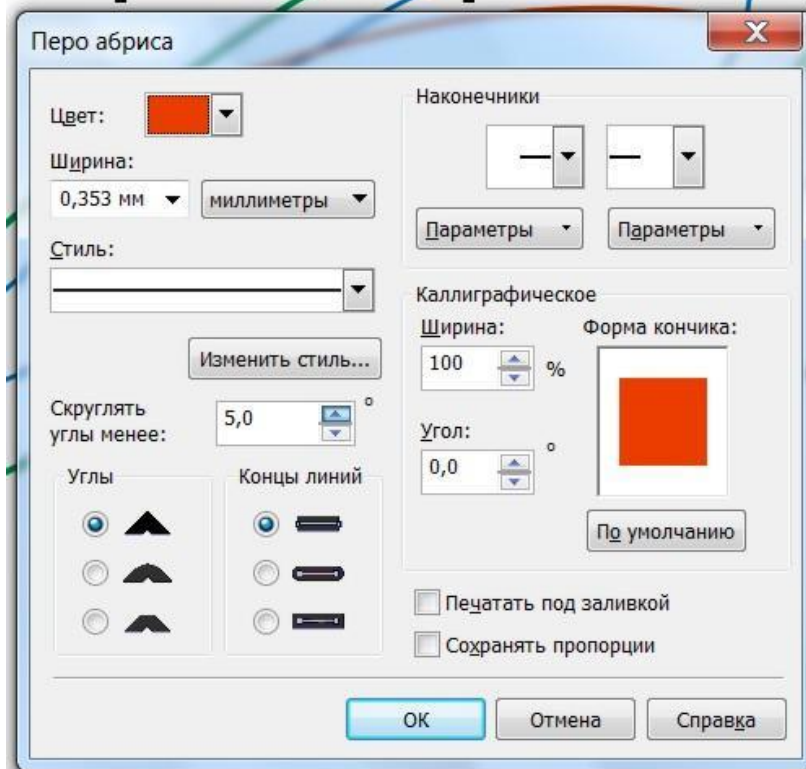 Перо абриса
Цвет:
Ширина:
0,353 мм
миллиметры
Стиль:
Изменить стиль...
Скруглять
углы менее:
5,0
°
Углы
Концы линий
Наконечники
Параметры
Параметры
Каллиграфическое
Ширина:
100
%
Угол:
0,0
°
Форма кончика:
По умолчанию
Печатать под заливкой
Сохранять пропорции
ОК
Отмена
Справка